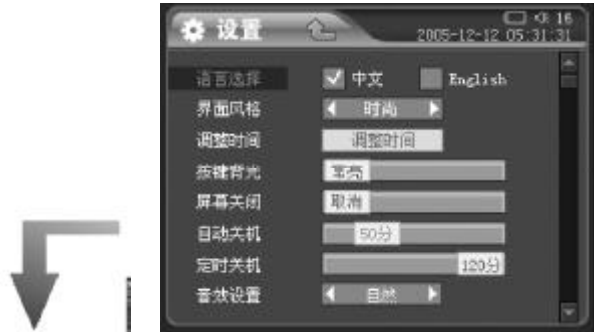 设置 16
2005-12-12 05:31:31
语言选择 中文 English
界面风格 时尚
调整时间 调整时间
按键背光 常亮
屏幕关闭 取消
自动关机 50分
定时关机 120分
音效设置 自然